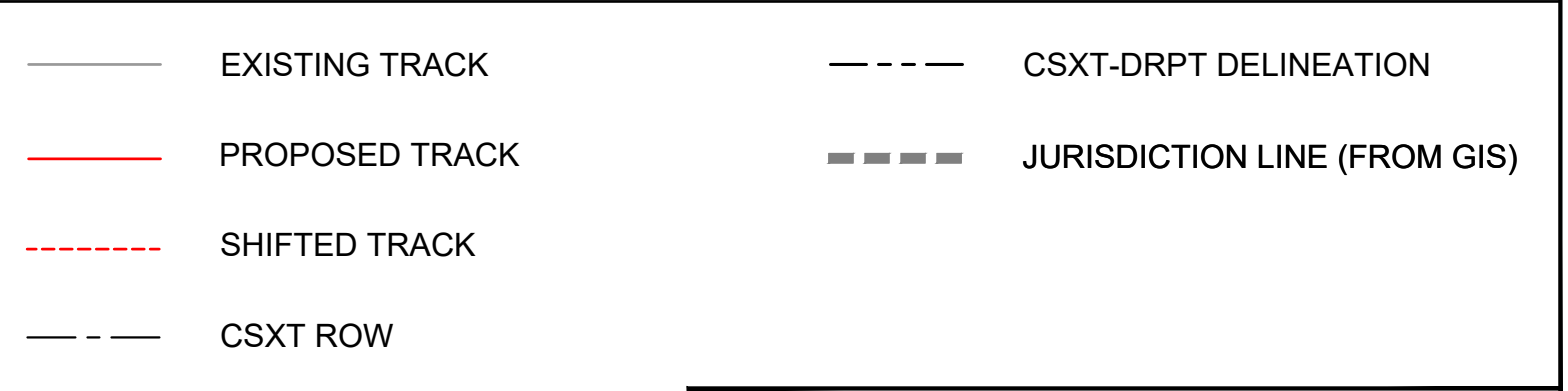 EXISTING TRACK
PROPOSED TRACK
SHIFTED TRACK
CSXT ROW
CSXT-DRPT DELINEATION
JURISDICTION LINE (FROM GIS)